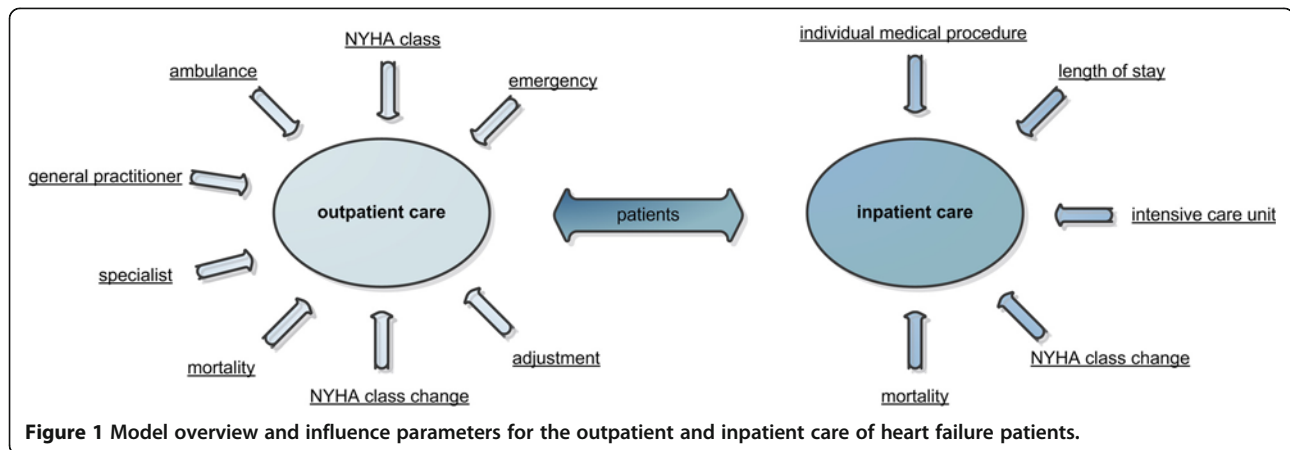 NYHA class
individual medical procedure
ambulance
emergency
length of stay
general practitioner
outpatient care
patients
inpatient care
intensive care unit
specialist
mortality
NYHA class change
adjustment
NYHA class change
mortality
Figure 1 Model overview and influence parameters for the outpatient and inpatient care of heart failure patients.